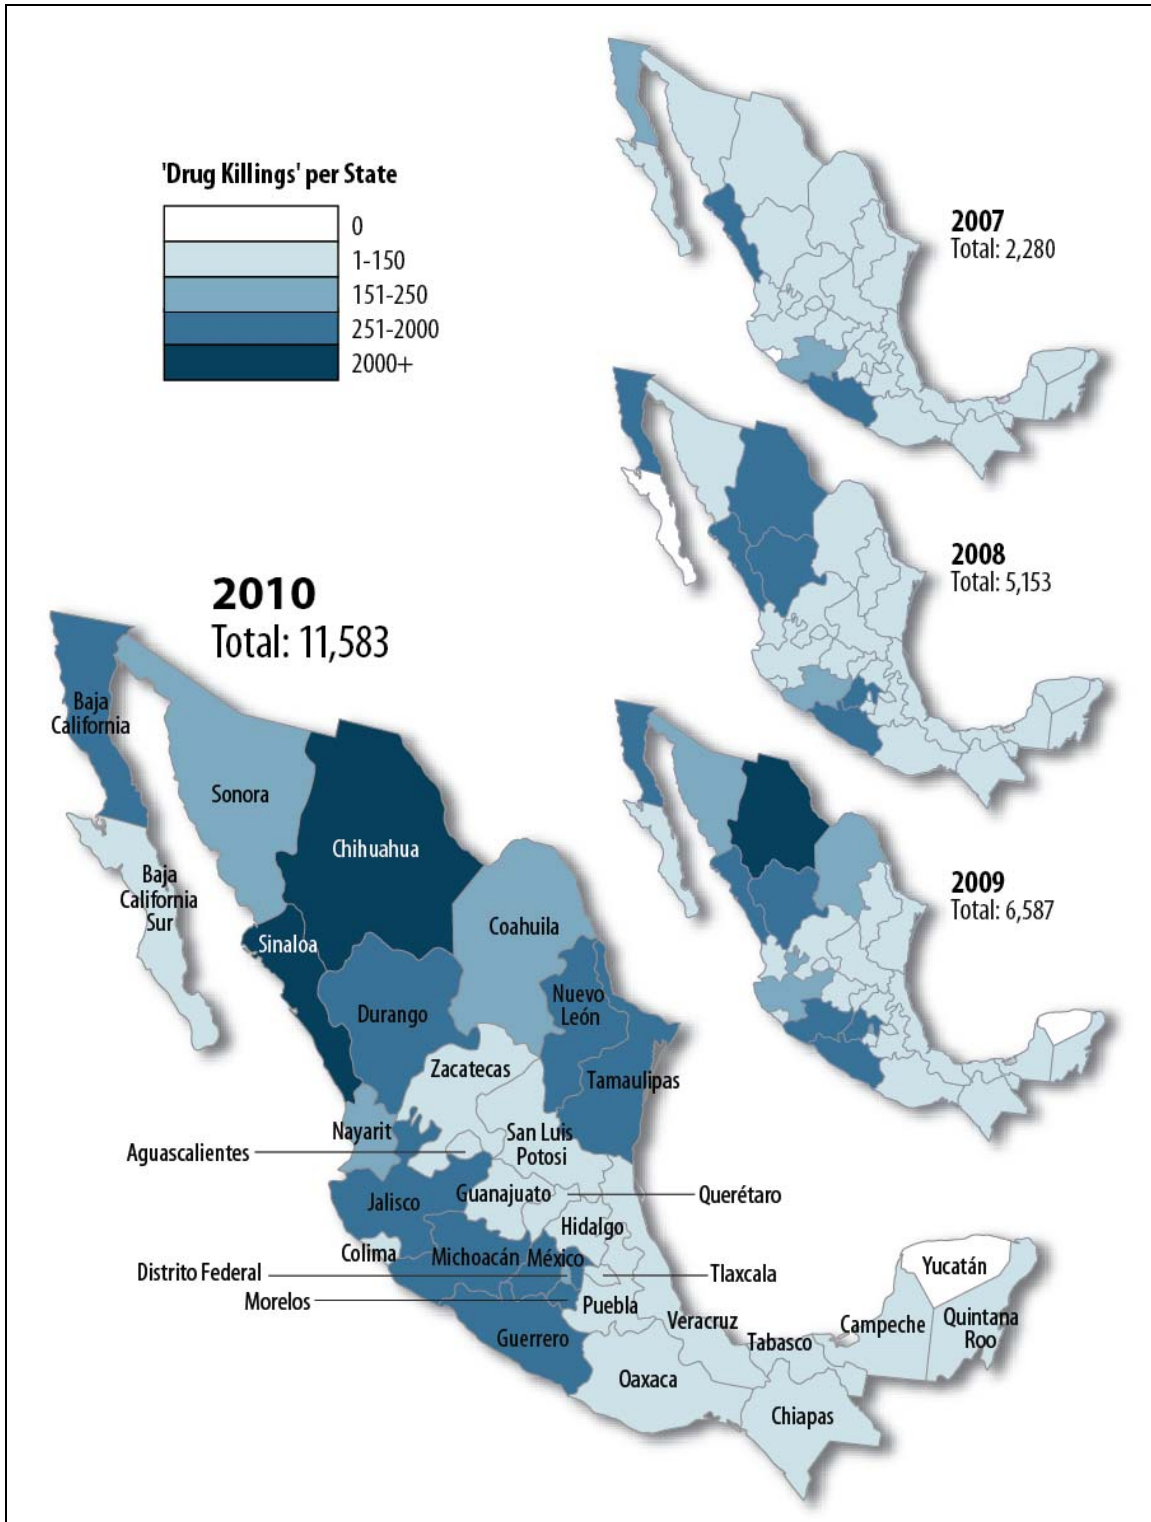 'Drug Killings' per State
0
1-150
151-250
251-2000
2000+
2007
Total: 2,280
2008
Total: 5,153
2009
Total: 6,587
2010
Total: 11,583
Baja
California
Sonora
Chihuahua
Baja
California
Sur
Sinaloa
Coahuila
Durango
Nuevo
León
Zacatecas
Tamaulipas
Nayarit
San Luis
Potosi
Aguascalientes
Jalisco
Guanajuato
Querétaro
Hidalgo
Colima
Michoacán
México
Distrito Federal
Tlaxcala
Morelos
Puebla
Guerrero
Veracruz
Tabasco
Yucatán
Campeche
Quintana
Roo
Oaxaca
Chiapas